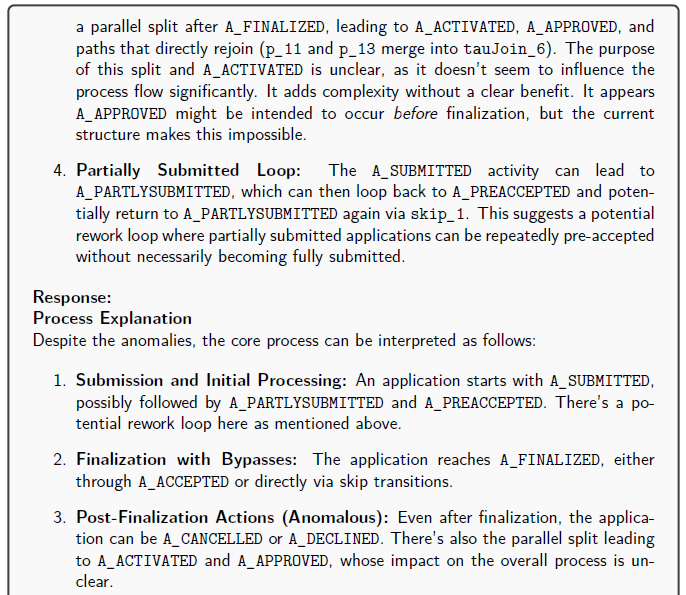 a parallel split after A_FINALIZED, leading to A_ACTIVATED, A_APPROVED, and
paths that directly rejoin (p_11 and p_13 merge into tauJoin_6). The purpose
of this split and A_ACTIVATED is unclear, as it doesn't seem to influence the
process flow significantly. It adds complexity without a clear benefit. It appears
A_APPROVED might be intended to occur before finalization, but the current
structure makes this impossible.
4. Partially Submitted Loop: The A_SUBMITTED activity can lead to
A_PARTLYSUBMITTED, which can then loop back to A_PREACCEPTED and poten-
tially return to A_PARTLYSUBMITTED again via skip_1. This suggests a potential
rework loop where partially submitted applications can be repeatedly pre-accepted
without necessarily becoming fully submitted.
Response:
Process Explanation
Despite the anomalies, the core process can be interpreted as follows:
1. Submission and Initial Processing: An application starts with A_SUBMITTED,
possibly followed by A_PARTLYSUBMITTED and A_PREACCEPTED. There's a po-
tential rework loop here as mentioned above.
2. Finalization with Bypasses: The application reaches A_FINALIZED, either
through A_ACCEPTED or directly via skip transitions.
3. Post-Finalization Actions (Anomalous): Even after finalization, the applica-
tion can be A_CANCELLED or A_DECLINED. There's also the parallel split leading
to A_ACTIVATED and A_APPROVED, whose impact on the overall process is un-
clear.